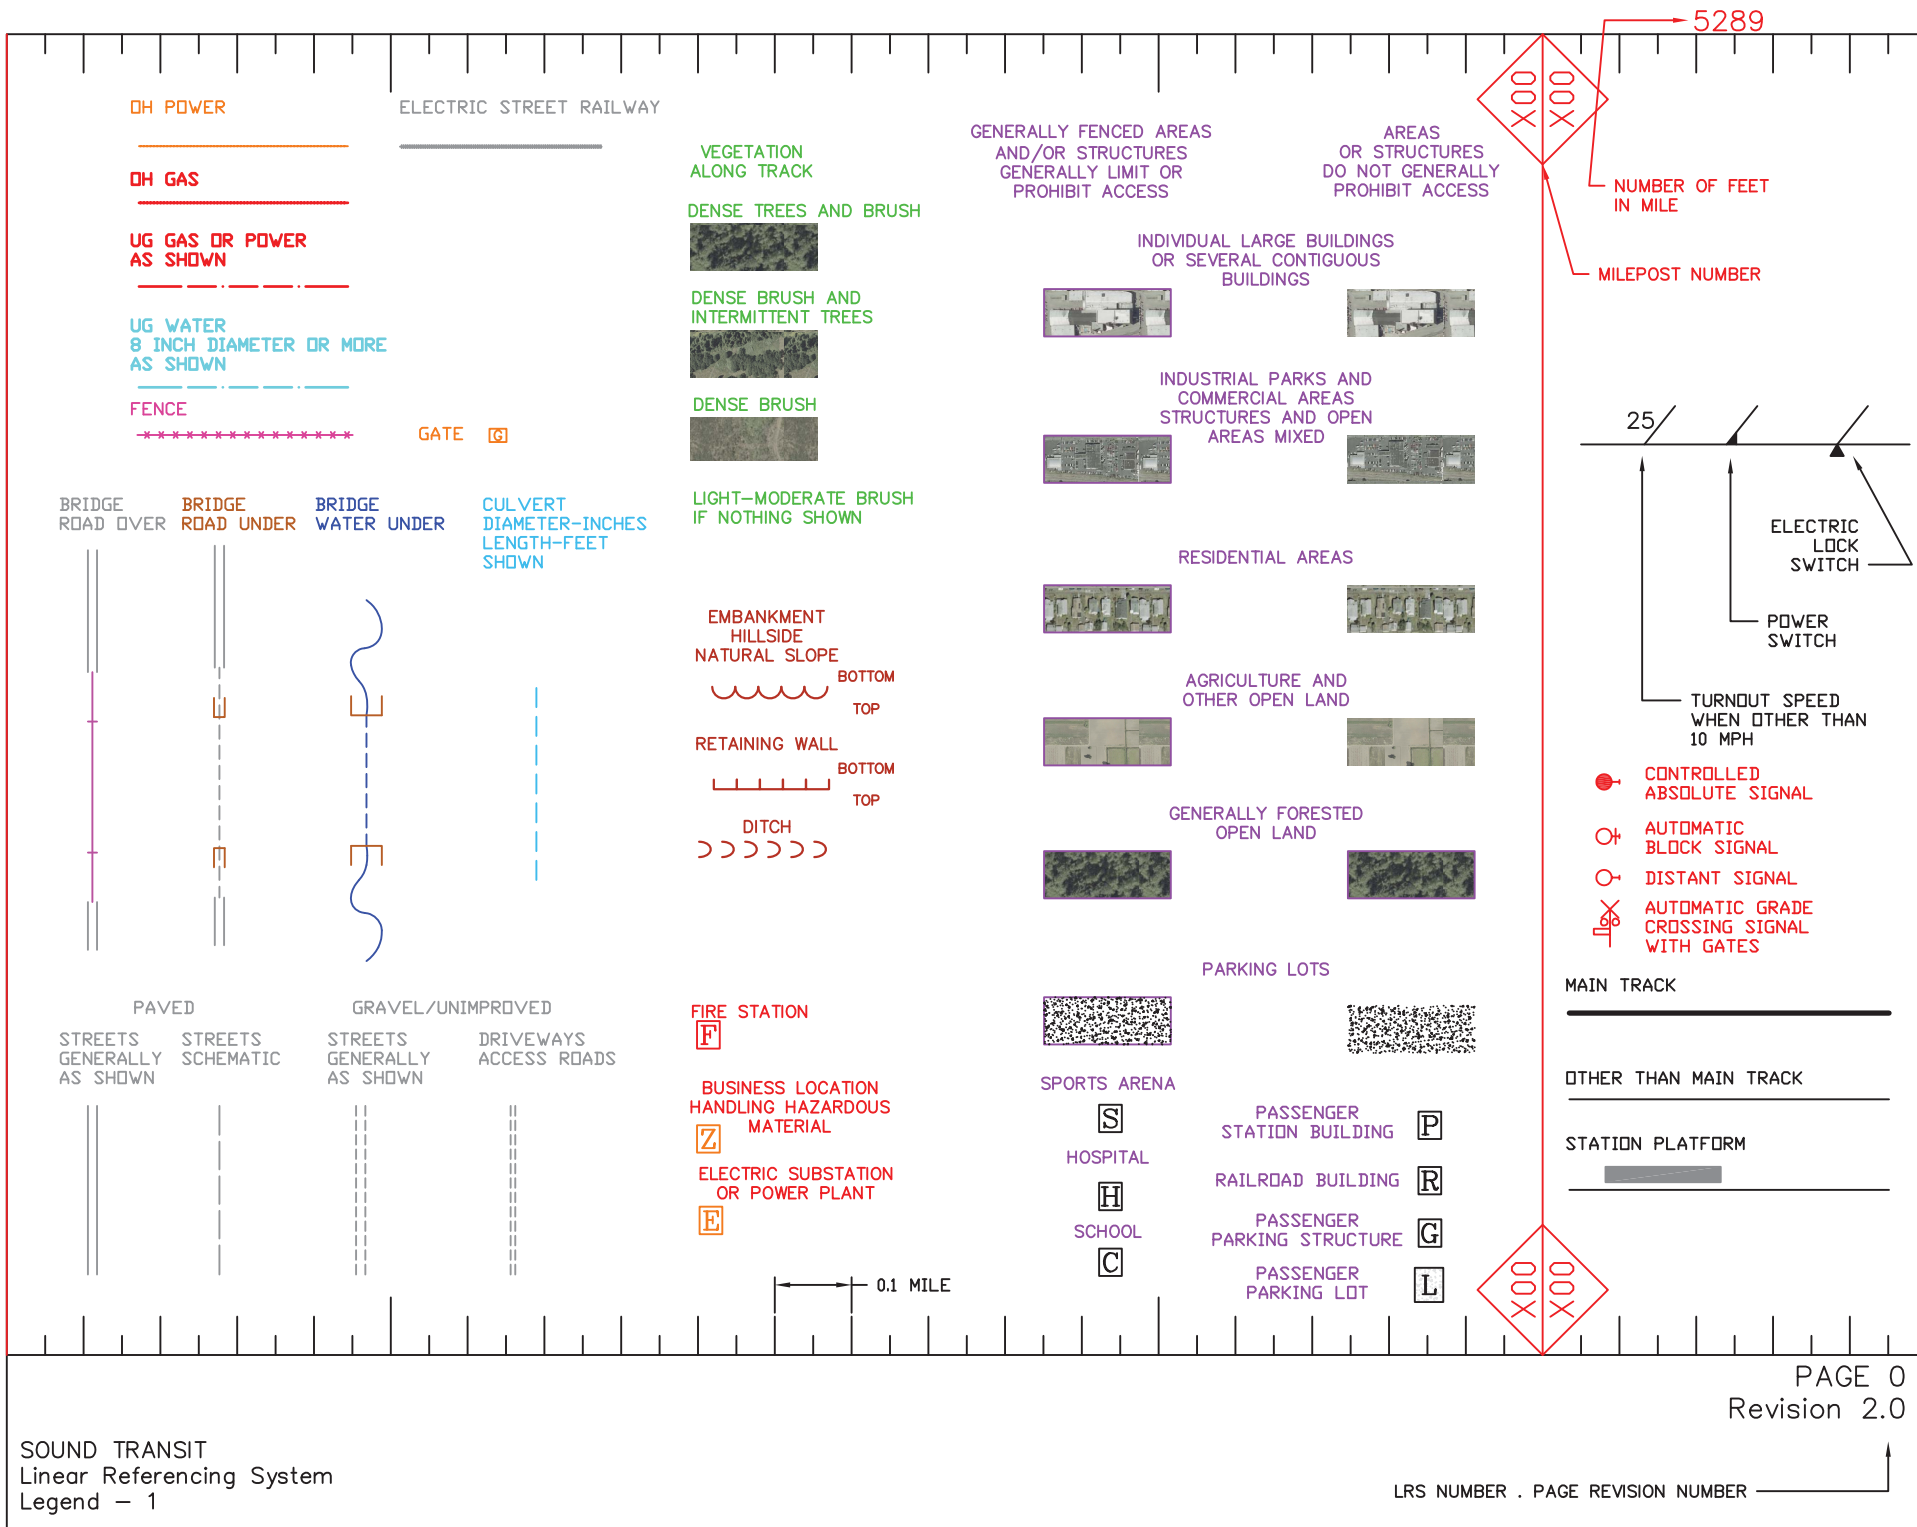 5289
XX00
XX00
NUMBER OF FEET
IN MILE
MILEPOST NUMBER
OH POWER
ELECTRIC STREET RAILWAY
OH GAS
UG GAS OR POWER
AS SHOWN
UG WATER
8 INCH DIAMETER OR MORE
AS SHOWN
FENCE
GATE
G
BRIDGE
ROAD OVER
BRIDGE
ROAD UNDER
BRIDGE
WATER UNDER
CULVERT
DIAMETER-INCHES
LENGTH-FEET
SHOWN
PAVED
GRAVEL/UNIMPROVED
STREETS
GENERALLY
AS SHOWN
STREETS
SCHEMATIC
STREETS
GENERALLY
AS SHOWN
DRIVEWAYS
ACCESS ROADS
VEGETATION
ALONG TRACK
DENSE TREES AND BRUSH
DENSE BRUSH AND
INTERMITTENT TREES
DENSE BRUSH
LIGHT-MODERATE BRUSH
IF NOTHING SHOWN
EMBANKMENT
HILLSIDE
NATURAL SLOPE
BOTTOM
TOP
RETAINING WALL
BOTTOM
TOP
DITCH
FIRE STATION
F
BUSINESS LOCATION
HANDLING HAZARDOUS
MATERIAL
Z
ELECTRIC SUBSTATION
OR POWER PLANT
E
0.1 MILE
GENERALLY FENCED AREAS
AND/OR STRUCTURES
GENERALLY LIMIT OR
PROHIBIT ACCESS
AREAS
OR STRUCTURES
DO NOT GENERALLY
PROHIBIT ACCESS
INDIVIDUAL LARGE BUILDINGS
OR SEVERAL CONTIGUOUS
BUILDINGS
INDUSTRIAL PARKS AND
COMMERCIAL AREAS
STRUCTURES AND OPEN
AREAS MIXED
RESIDENTIAL AREAS
AGRICULTURE AND
OTHER OPEN LAND
GENERALLY FORESTED
OPEN LAND
PARKING LOTS
SPORTS ARENA
S
HOSPITAL
H
SCHOOL
C
PASSENGER
STATION BUILDING
P
RAILROAD BUILDING
R
PASSENGER
PARKING STRUCTURE
G
PASSENGER
PARKING LOT
L
25
ELECTRIC
LOCK
SWITCH
POWER
SWITCH
TURNOUT SPEED
WHEN OTHER THAN
10 MPH
CONTROLLED
ABSOLUTE SIGNAL
AUTOMATIC
BLOCK SIGNAL
DISTANT SIGNAL
AUTOMATIC GRADE
CROSSING SIGNAL
WITH GATES
MAIN TRACK
OTHER THAN MAIN TRACK
STATION PLATFORM
X00
X00
PAGE 0
Revision 2.0
SOUND TRANSIT
Linear Referencing System
Legend - 1
LRS NUMBER . PAGE REVISION NUMBER